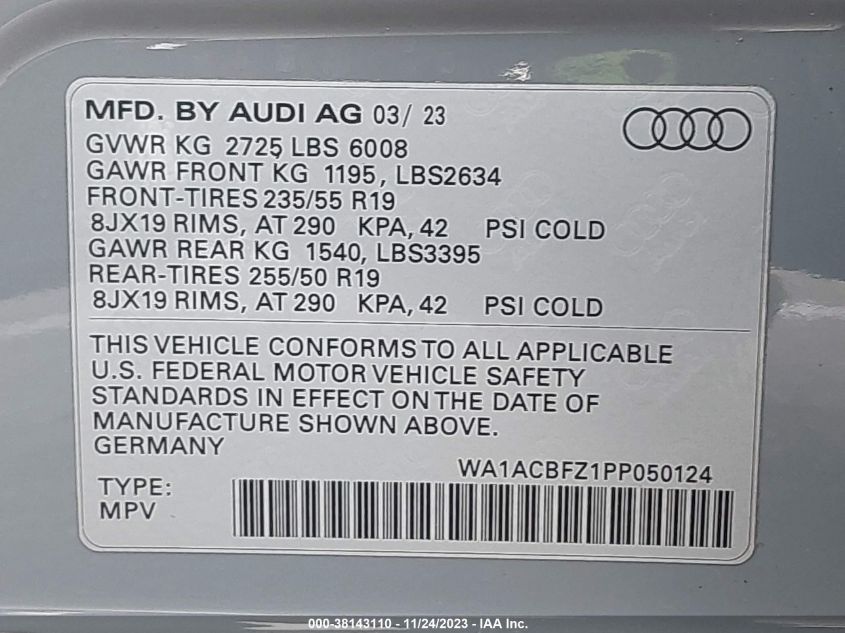 MFD. BY AUDI AG 03/ 23
GVWR KG 2725, LBS 6008
GAWR FRONT KG 1195, LBS2634
FRONT-TIRES 235/55 R19
8JX19 RIMS, AT 290 KPA, 42 PSI COLD
GAWR REAR KG 1540, LBS3395
REAR-TIRES 255/50 R19
8JX19 RIMS, AT 290 KPA, 42 PSI COLD
THIS VEHICLE CONFORMS TO ALL APPLICABLE
U.S. FEDERAL MOTOR VEHICLE SAFETY
STANDARDS IN EFFECT ON THE DATE OF
MANUFACTURE SHOWN ABOVE.
GERMANY
WA1ACBFZ1PP050124
TYPE:
MPV
000-38143110 - 11/24/2023 - IAA Inc.